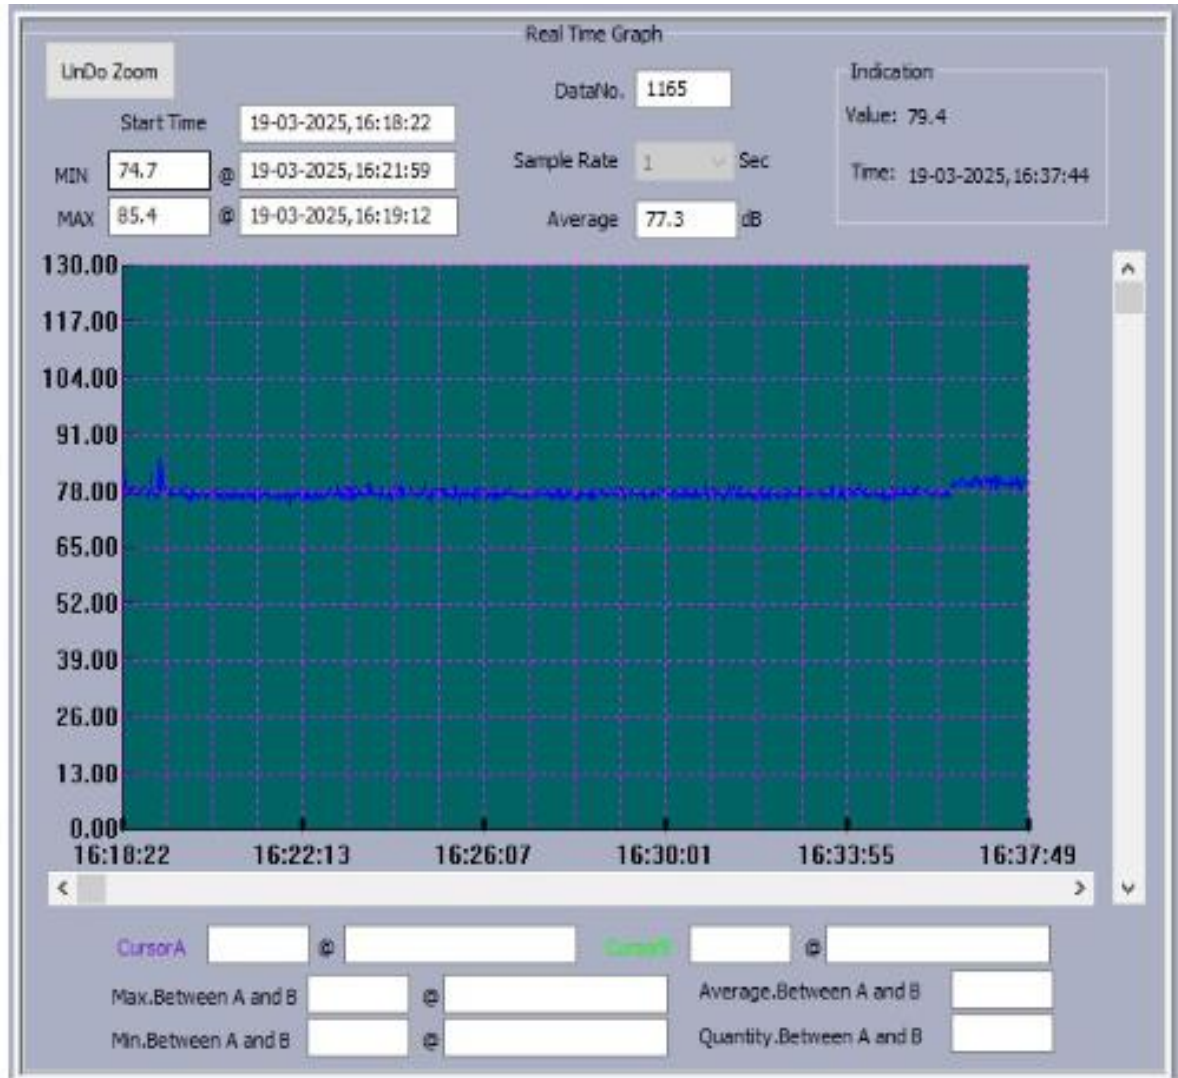 Real Time Graph
UnDo Zoom
DataNo. 1165
Indication
Value: 79.4
Start Time 19-03-2025,16:18:22
Sample Rate 1 Sec
Time: 19-03-2025,16:37:44
MIN 74.7 @ 19-03-2025,16:21:59
MAX 85.4 @ 19-03-2025,16:19:12
Average 77.3 dB
130.00
117.00
104.00
91.00
78.00
65.00
52.00
39.00
26.00
13.00
0.00
16:18:22 16:22:13 16:26:07 16:30:01 16:33:55 16:37:49
CursorA @ CursorB @
Max.Between A and B @ Average.Between A and B
Min.Between A and B @ Quantity.Between A and B